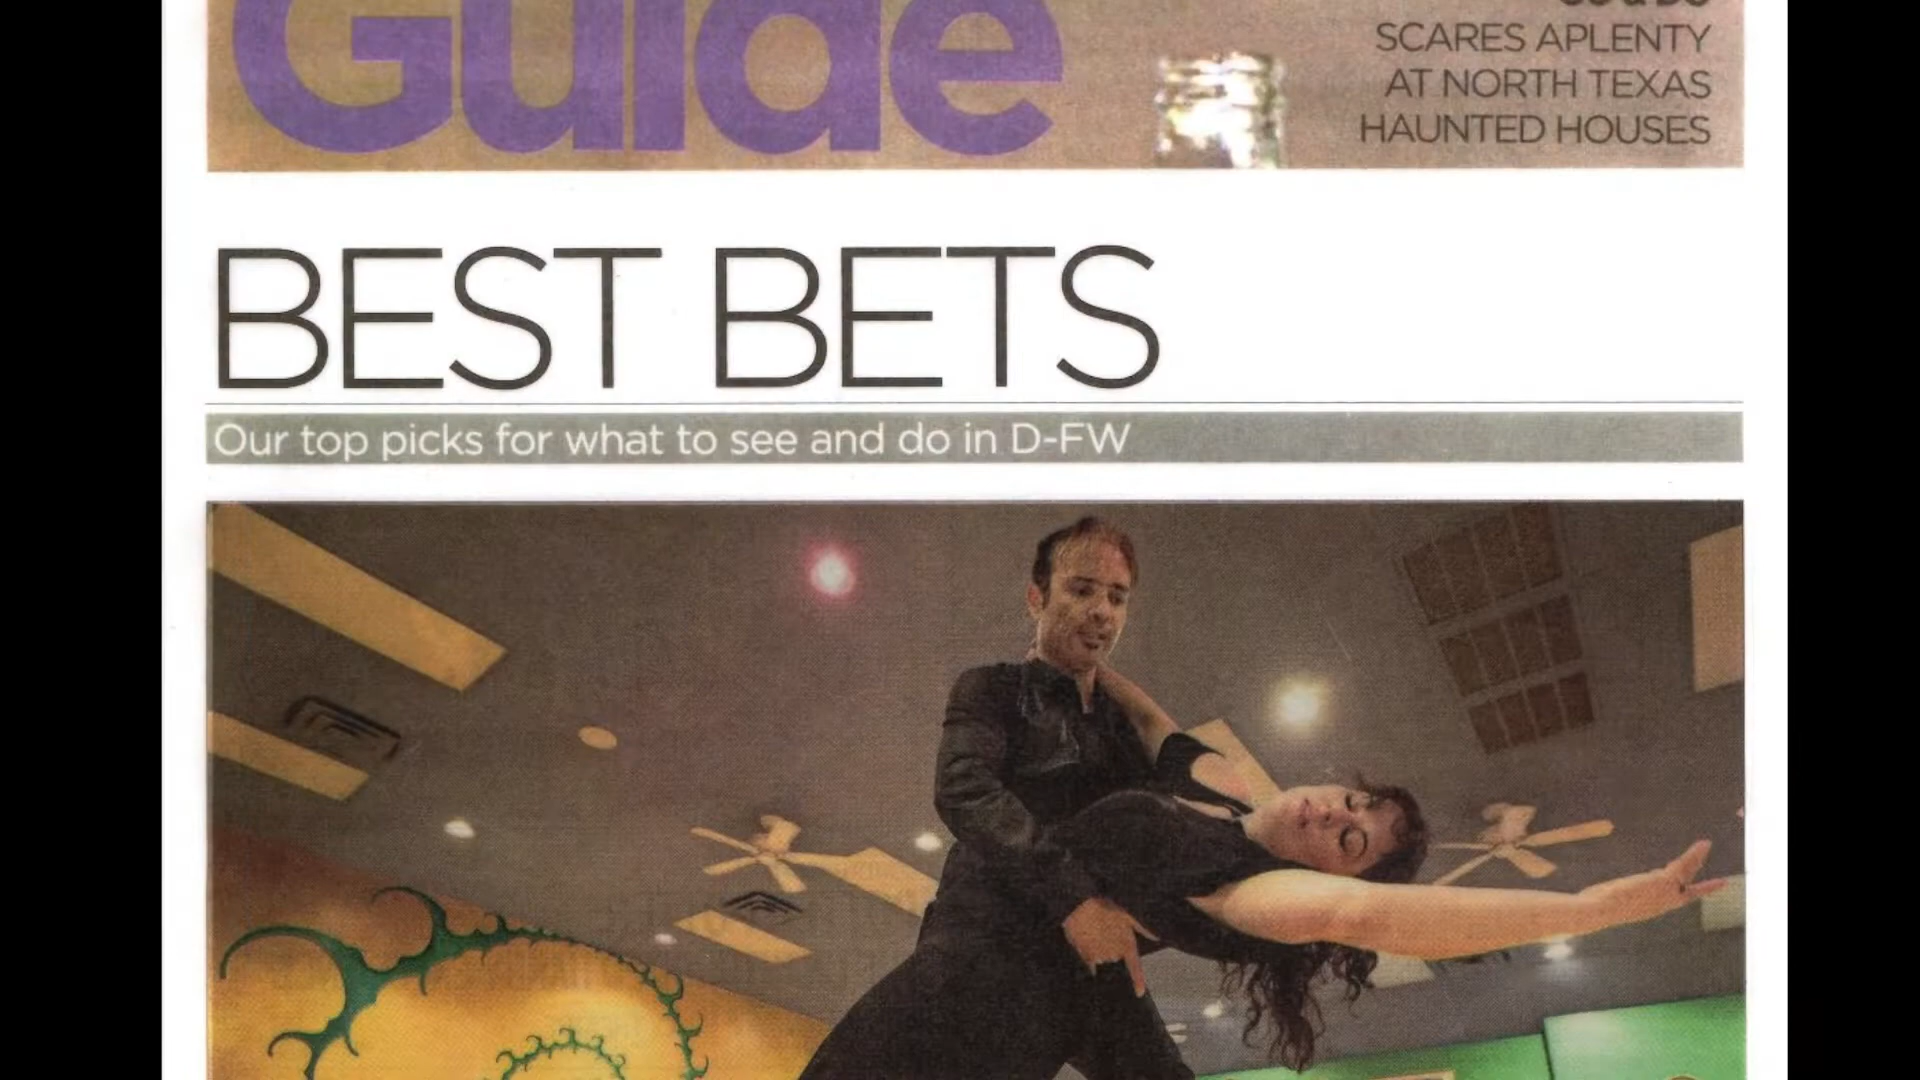 Guide
SCARES APLENTY
AT NORTH TEXAS
HAUNTED HOUSES
BEST BETS
Our top picks for what to see and do in D-FW